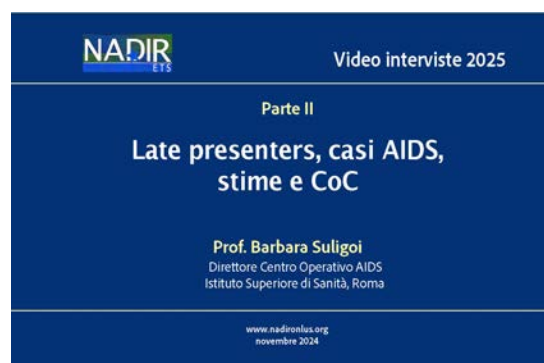 NADIR
ETS
Video interviste 2025
Parte II
Late presenters, casi AIDS,
stime e CoC
Prof. Barbara Suligoi
Direttore Centro Operativo AIDS
Istituto Superiore di Sanità, Roma
www.nadironlus.org
novembre 2024